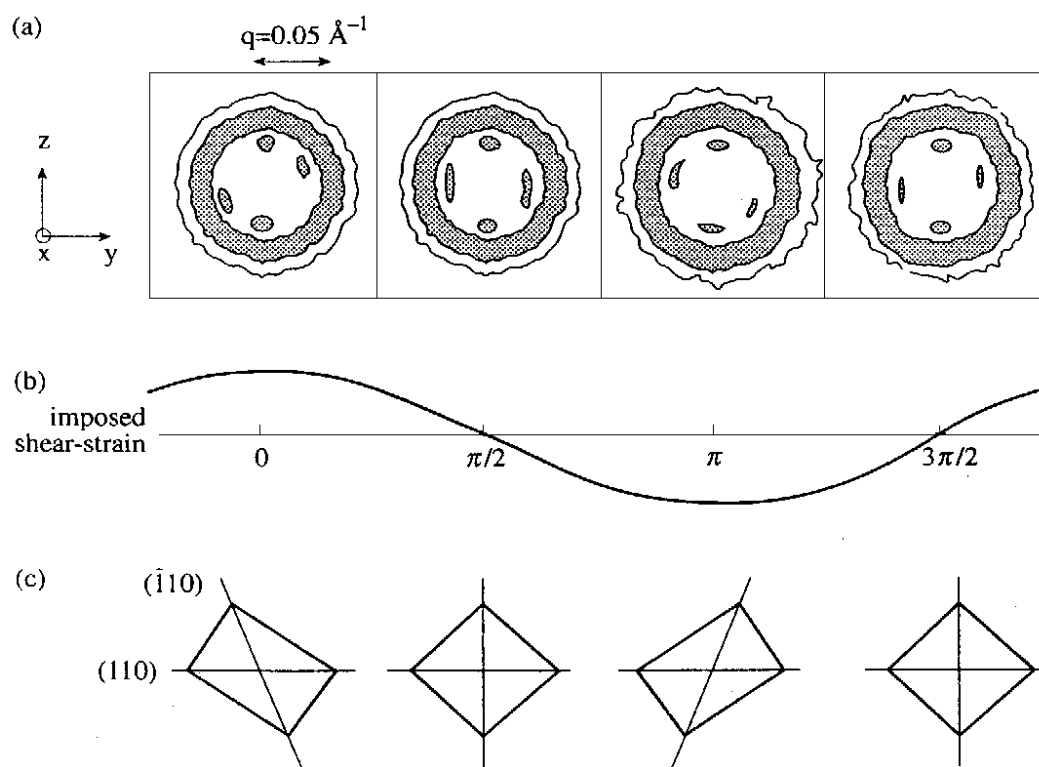 (a)
q=0.05 Å⁻¹
z
x
y
(b)
imposed
shear-strain
0
π/2
π
3π/2
(c)
(1̄10)
(110)